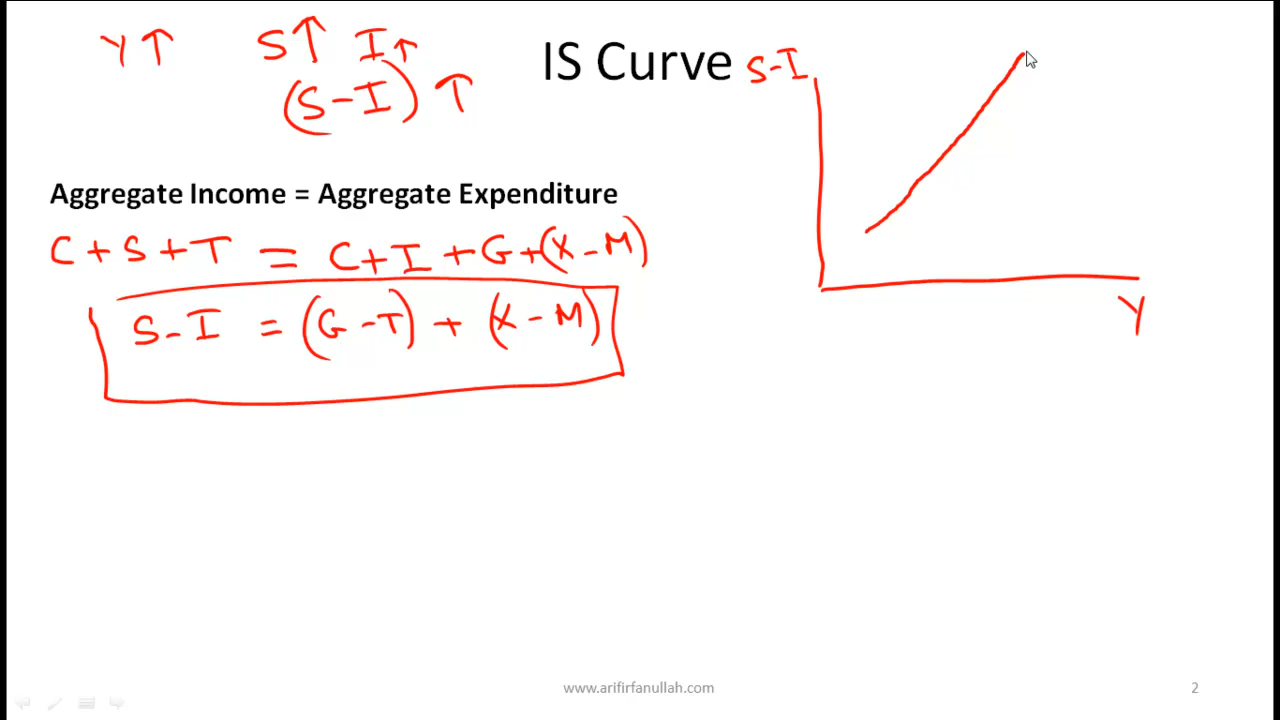 Y↑ S↑ I↑
(S-I)↑
IS Curve
S-I
Y
Aggregate Income = Aggregate Expenditure
C+S+T = C+I+G+(X-M)
S-I = (G-T) + (X-M)
www.arifirfanullah.com
2